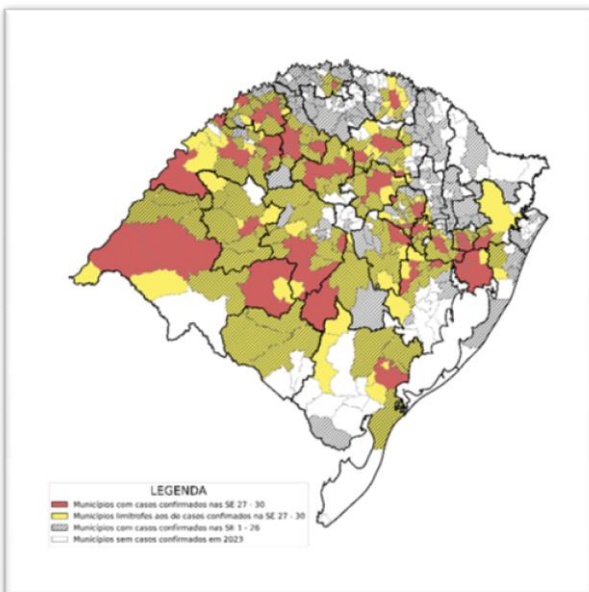 LEGENDA
Municípios com casos confirmados nas SE 27 - 30
Municípios limítrofes aos de casos confimados na SE 27 - 30
Municípios com casos confirmados nas SE 1 - 26
Municípios sem casos confirmados em 2023